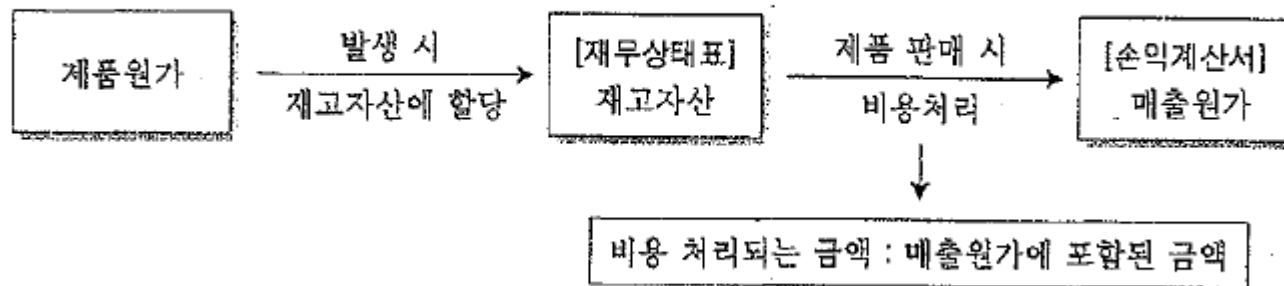 제품원가
발생 시
재고자산에 할당
[재무상태표]
재고자산
제품 판매 시
비용처리
[손익계산서]
매출원가
비용 처리되는 금액 : 매출원가에 포함된 금액